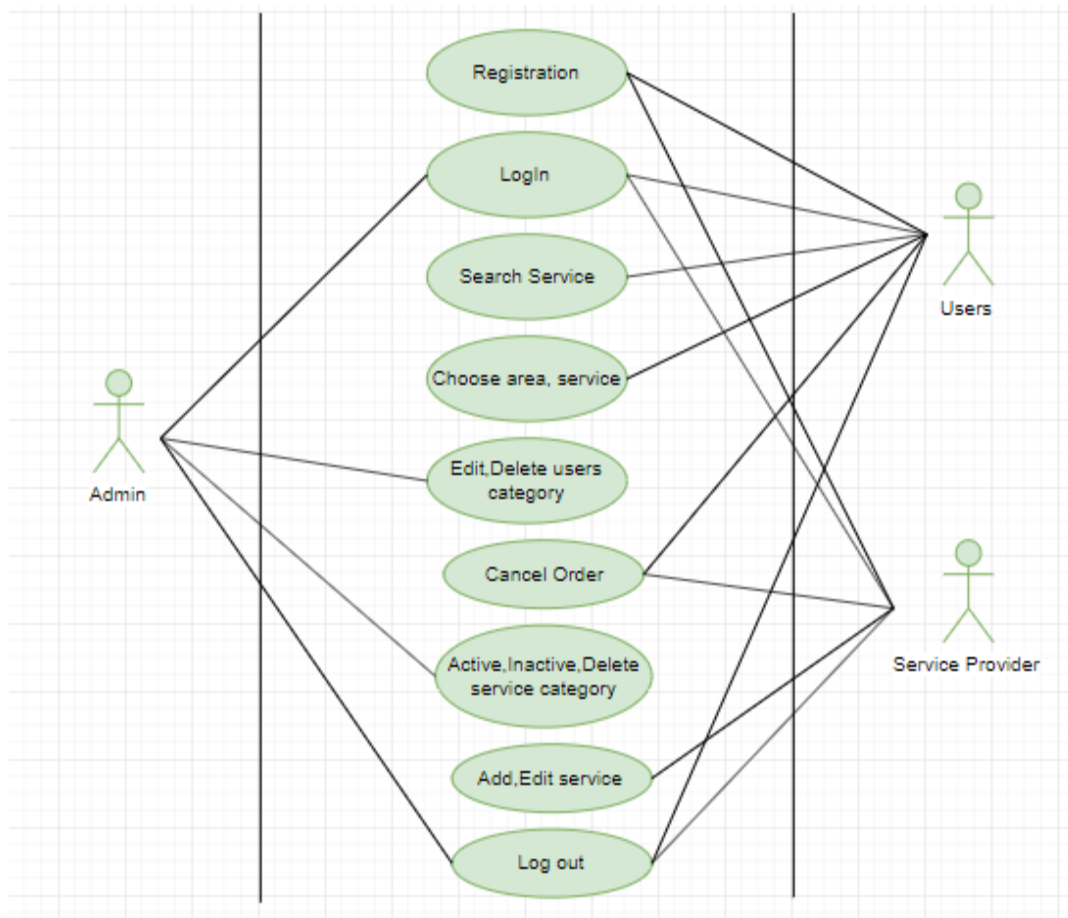 Registration
LogIn
Search Service
Users
Choose area, service
Admin
Edit,Delete users
category
Cancel Order
Active,Inactive,Delete
service category
Service Provider
Add,Edit service
Log out